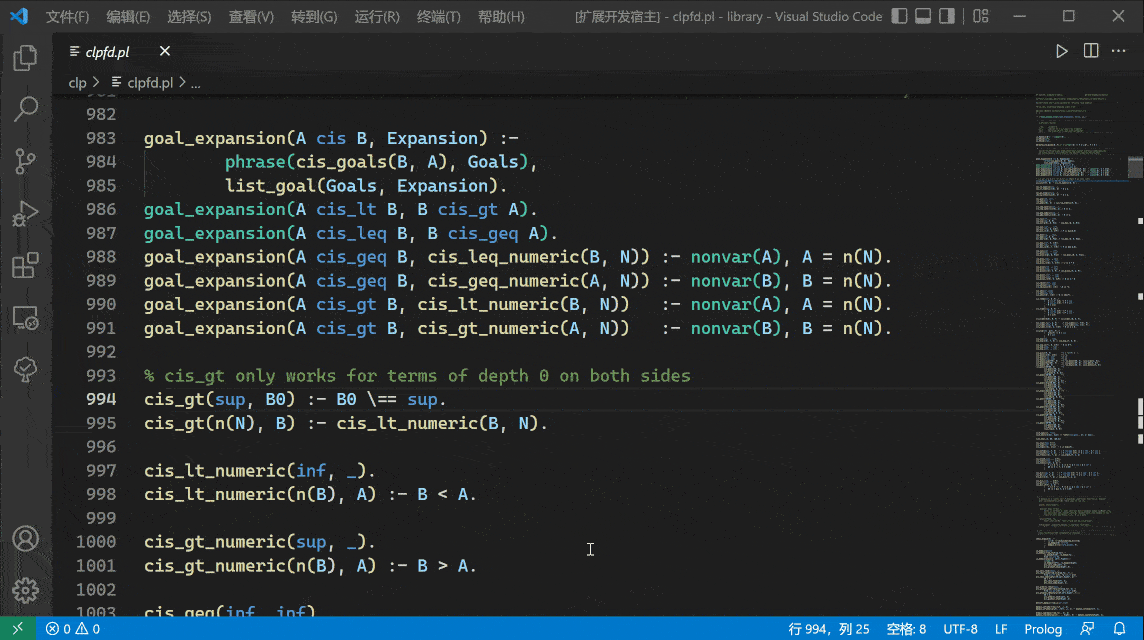 文件(F) 编辑(E) 选择(S) 查看(V) 转到(G) 运行(R) 终端(T) 帮助(H) [扩展开发宿主] - clpfd.pl - library - Visual Studio Code
clpfd.pl
clp > clpfd.pl > ...
982
983 goal_expansion(A cis B, Expansion) :-
984 phrase(cis_goals(B, A), Goals),
985 list_goal(Goals, Expansion).
986 goal_expansion(A cis_lt B, B cis_gt A).
987 goal_expansion(A cis_leq B, B cis_geq A).
988 goal_expansion(A cis_geq B, cis_leq_numeric(B, N)) :- nonvar(A), A = n(N).
989 goal_expansion(A cis_geq B, cis_geq_numeric(A, N)) :- nonvar(B), B = n(N).
990 goal_expansion(A cis_gt B, cis_lt_numeric(B, N)) :- nonvar(A), A = n(N).
991 goal_expansion(A cis_gt B, cis_gt_numeric(A, N)) :- nonvar(B), B = n(N).
992
993 % cis_gt only works for terms of depth 0 on both sides
994 cis_gt(sup, B0) :- B0 \== sup.
995 cis_gt(n(N), B) :- cis_lt_numeric(B, N).
996
997 cis_lt_numeric(inf, _).
998 cis_lt_numeric(n(B), A) :- B < A.
999
1000 cis_gt_numeric(sup, _).
1001 cis_gt_numeric(n(B), A) :- B > A.
1002
1003 cis_geq(inf, inf)
0 0 行 994，列 25 空格: 8 UTF-8 LF Prolog